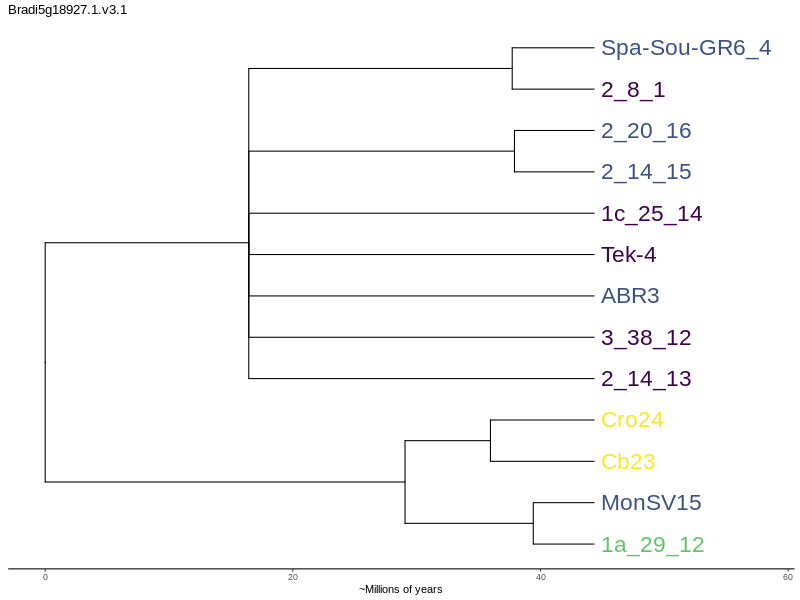 Bradi5g18927.1.v3.1
Spa-Sou-GR6_4
2_8_1
2_20_16
2_14_15
1c_25_14
Tek-4
ABR3
3_38_12
2_14_13
Cro24
Cb23
MonSV15
1a_29_12
0 20 40 60
~Millions of years